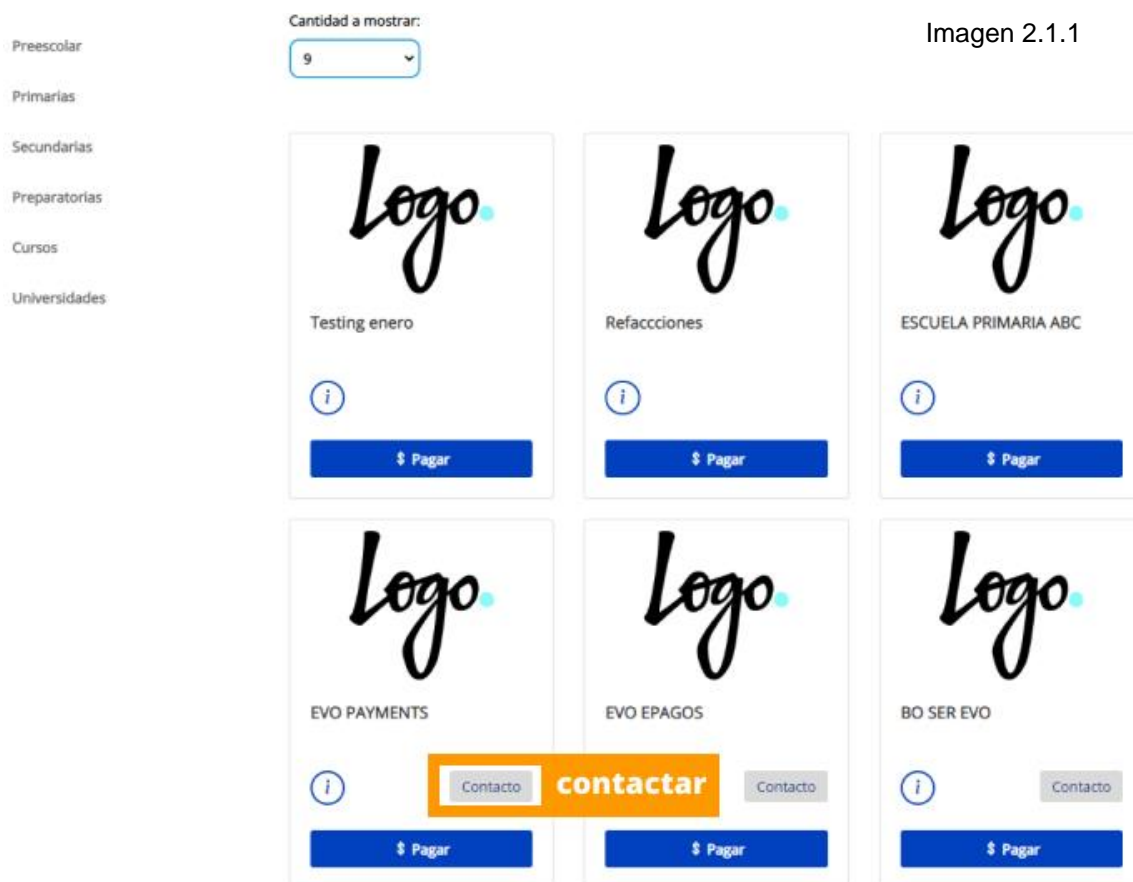 Cantidad a mostrar:
Imagen 2.1.1
9
Preescolar
Primarias
Secundarias
Preparatorias
Cursos
Universidades
Logo.
Logo.
Logo.
Testing enero
Refaccciones
ESCUELA PRIMARIA ABC
i
i
i
$ Pagar
$ Pagar
$ Pagar
Logo.
Logo.
Logo.
EVO PAYMENTS
EVO EPAGOS
BO SER EVO
i
Contacto
contactar
Contacto
i
Contacto
$ Pagar
$ Pagar
$ Pagar